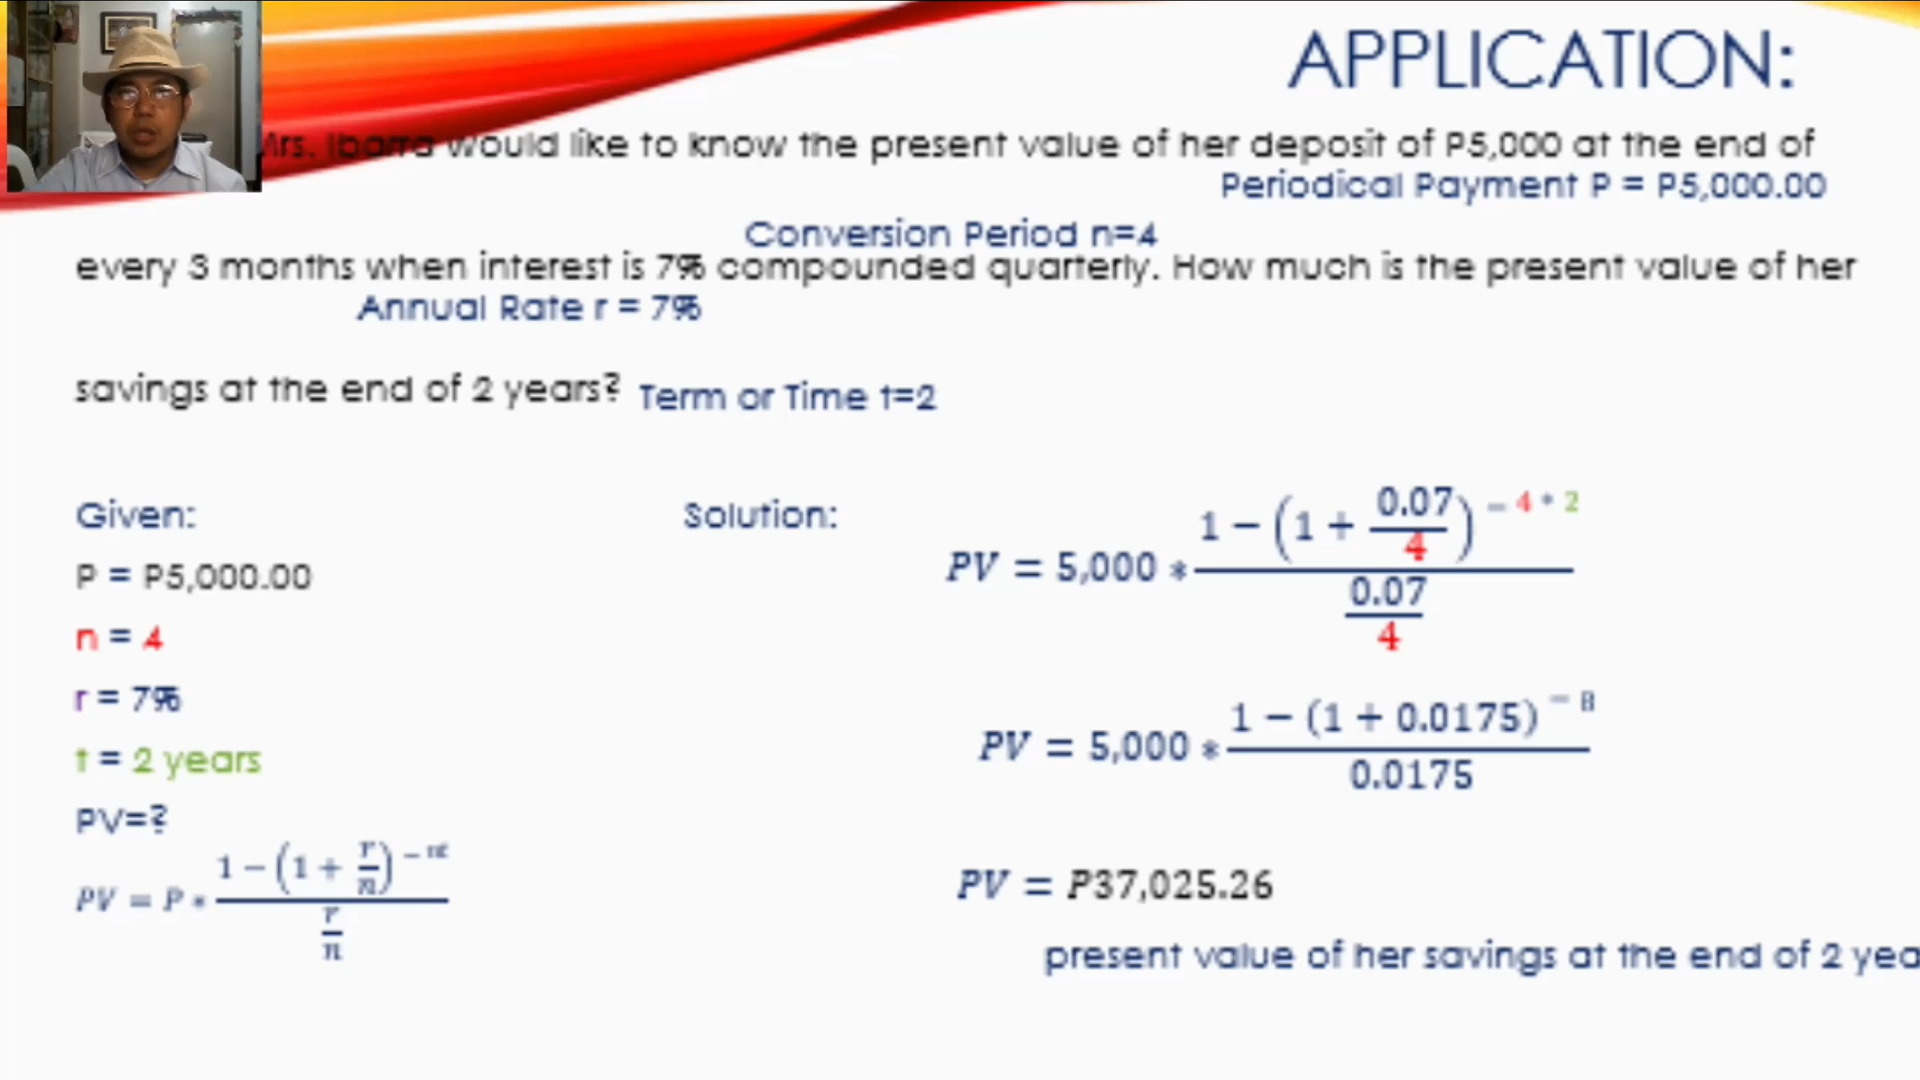 APPLICATION:
Mrs. Ibarra would like to know the present value of her deposit of P5,000 at the end of
Periodical Payment P = P5,000.00
Conversion Period n=4
every 3 months when interest is 7% compounded quarterly. How much is the present value of her
Annual Rate r = 7%
savings at the end of 2 years? Term or Time t=2
Given:
P = P5,000.00
n = 4
r = 7%
t = 2 years
PV=?
PV = P * (1 − (1 + r/n)^−nt) / (r/n)
Solution:
PV = 5,000 * (1 − (1 + 0.07/4)^−4*2) / (0.07/4)
PV = 5,000 * (1 − (1 + 0.0175)^−8) / 0.0175
PV = P37,025.26
present value of her savings at the end of 2 yea